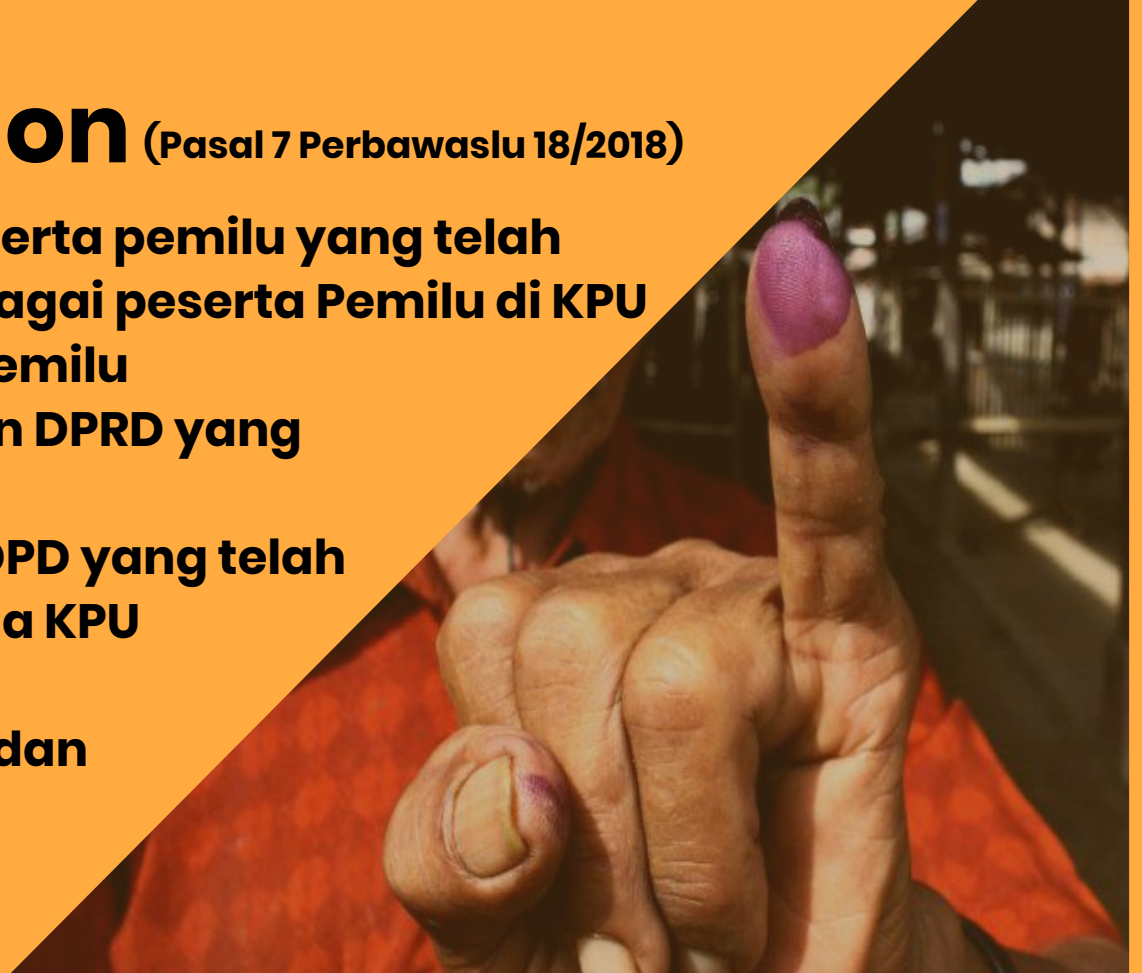 on (Pasal 7 Perbawaslu 18/2018)
erta pemilu yang telah
agai peserta Pemilu di KPU
emilu
n DPRD yang
DPD yang telah
a KPU
dan